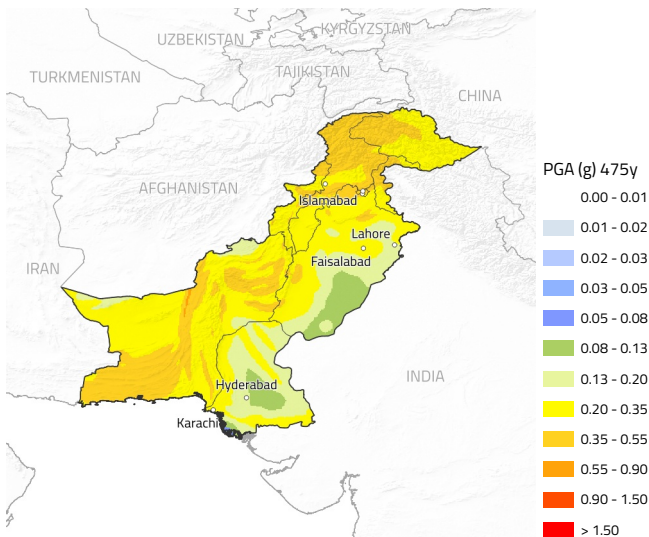 KYRGYZSTAN
UZBEKISTAN
TURKMENISTAN
TAJIKISTAN
CHINA
AFGHANISTAN
Islamabad
Lahore
Faisalabad
IRAN
INDIA
Hyderabad
Karachi
PGA (g) 475y
0.00 - 0.01
0.01 - 0.02
0.02 - 0.03
0.03 - 0.05
0.05 - 0.08
0.08 - 0.13
0.13 - 0.20
0.20 - 0.35
0.35 - 0.55
0.55 - 0.90
0.90 - 1.50
> 1.50